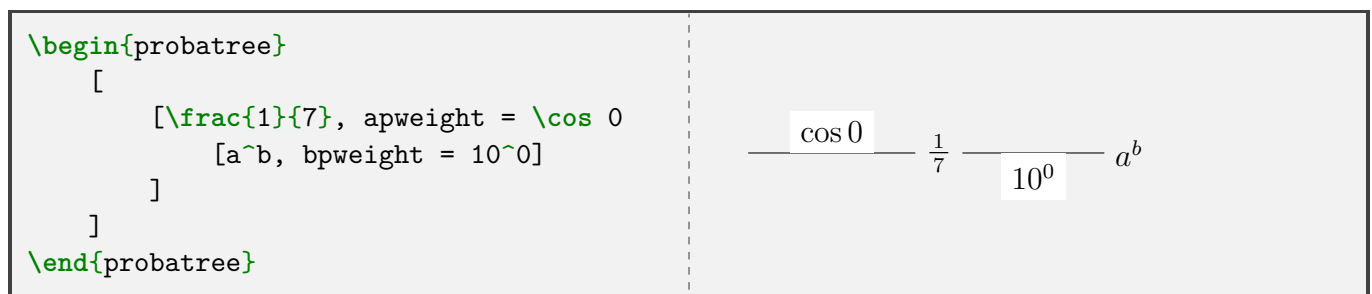 \begin{probatree}
    [
        [\frac{1}{7}, apweight = \cos 0
            [a^b, bpweight = 10^0]
        ]
    ]
\end{probatree}
cos 0
1/7 a^b
10^0